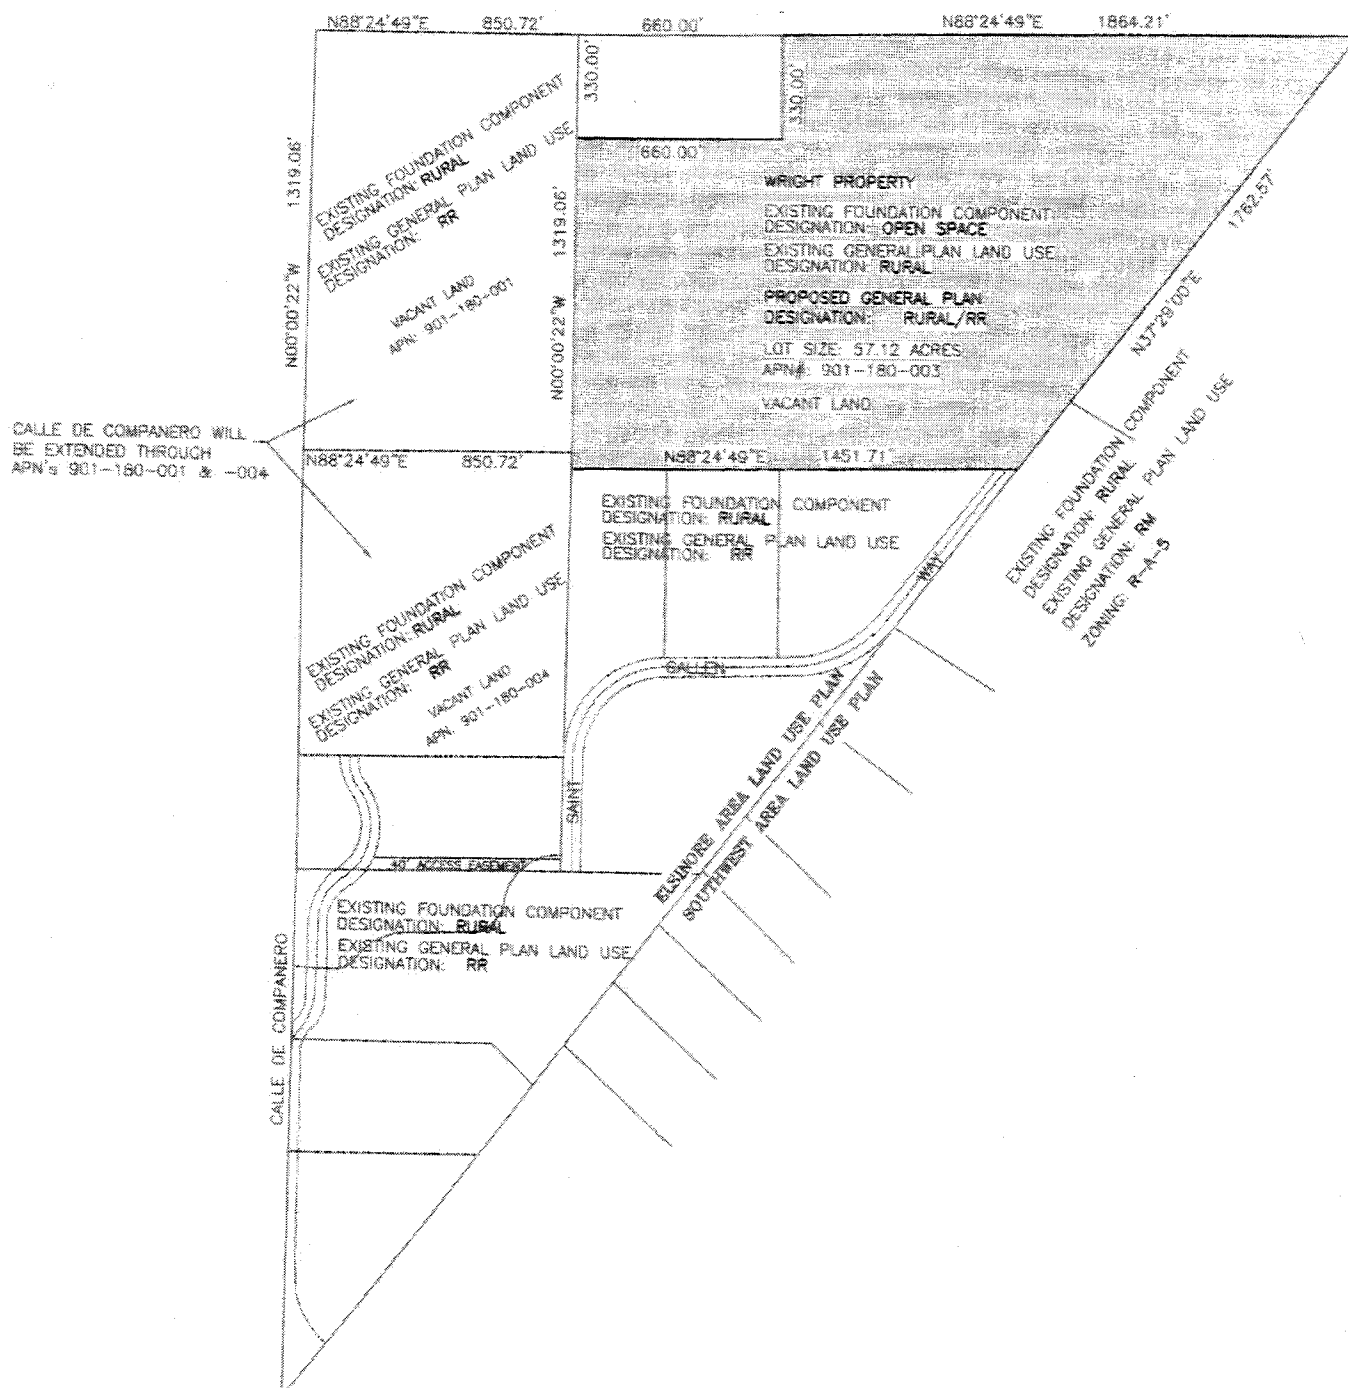 N88°24'49"E 850.72' 660.00' N88°24'49"E 1864.21'
330.00'
330.00'
660.00'
1319.06'
N00°00'22"W
EXISTING FOUNDATION COMPONENT
DESIGNATION: RURAL
EXISTING GENERAL PLAN LAND USE
DESIGNATION: RR
VACANT LAND
APN: 901-180-001
1319.06'
N00°00'22"W
WRIGHT PROPERTY
EXISTING FOUNDATION COMPONENT
DESIGNATION: OPEN SPACE
EXISTING GENERAL PLAN LAND USE
DESIGNATION: RURAL
PROPOSED GENERAL PLAN
DESIGNATION: RURAL/RR
LOT SIZE: 57.12 ACRES
APN#: 901-180-003
VACANT LAND
1762.57'
N37°29'00"E
CALLE DE COMPANERO WILL
BE EXTENDED THROUGH
APN's 901-180-001 & -004
N88°24'49"E 850.72'
N88°24'49"E 1451.71'
EXISTING FOUNDATION COMPONENT
DESIGNATION: RURAL
EXISTING GENERAL PLAN LAND USE
DESIGNATION: RM
ZONING: R-A-5
EXISTING FOUNDATION COMPONENT
DESIGNATION: RURAL
EXISTING GENERAL PLAN LAND USE
DESIGNATION: RR
EXISTING FOUNDATION COMPONENT
DESIGNATION: RURAL
EXISTING GENERAL PLAN LAND USE
DESIGNATION: RR
VACANT LAND
APN: 901-180-004
WAY
GALLEN
SAINT
ELSINORE AREA LAND USE PLAN
SOUTHWEST AREA LAND USE PLAN
40' ACCESS EASEMENT
EXISTING FOUNDATION COMPONENT
DESIGNATION: RURAL
EXISTING GENERAL PLAN LAND USE
DESIGNATION: RR
CALLE DE COMPANERO